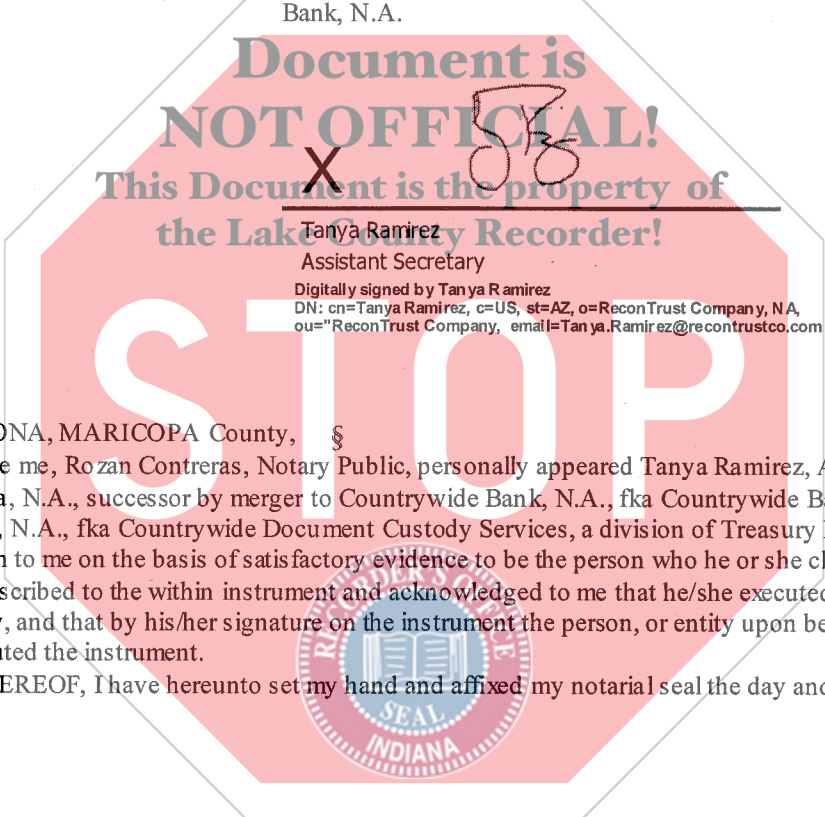 Bank, N.A.
Document is
NOT OFFICIAL!
X
This Document is the property of
the Lake County Recorder!
Tanya Ramirez
Assistant Secretary
Digitally signed by Tanya Ramirez
DN: cn=Tanya Ramirez, c=US, st=AZ, o=ReconTrust Company, NA,
ou="ReconTrust Company, email=Tanya.Ramirez@recontrustco.com
STOP
ONA, MARICOPA County, §
e me, Rozan Contreras, Notary Public, personally appeared Tanya Ramirez, A
a, N.A., successor by merger to Countrywide Bank, N.A., fka Countrywide B
, N.A., fka Countrywide Document Custody Services, a division of Treasury
n to me on the basis of satisfactory evidence to be the person who he or she cl
scribed to the within instrument and acknowledged to me that he/she executed
, and that by his/her signature on the instrument the person, or entity upon be
uted the instrument.
EREOF, I have hereunto set my hand and affixed my notarial seal the day and
RECORDER'S OFFICE
SEAL
INDIANA